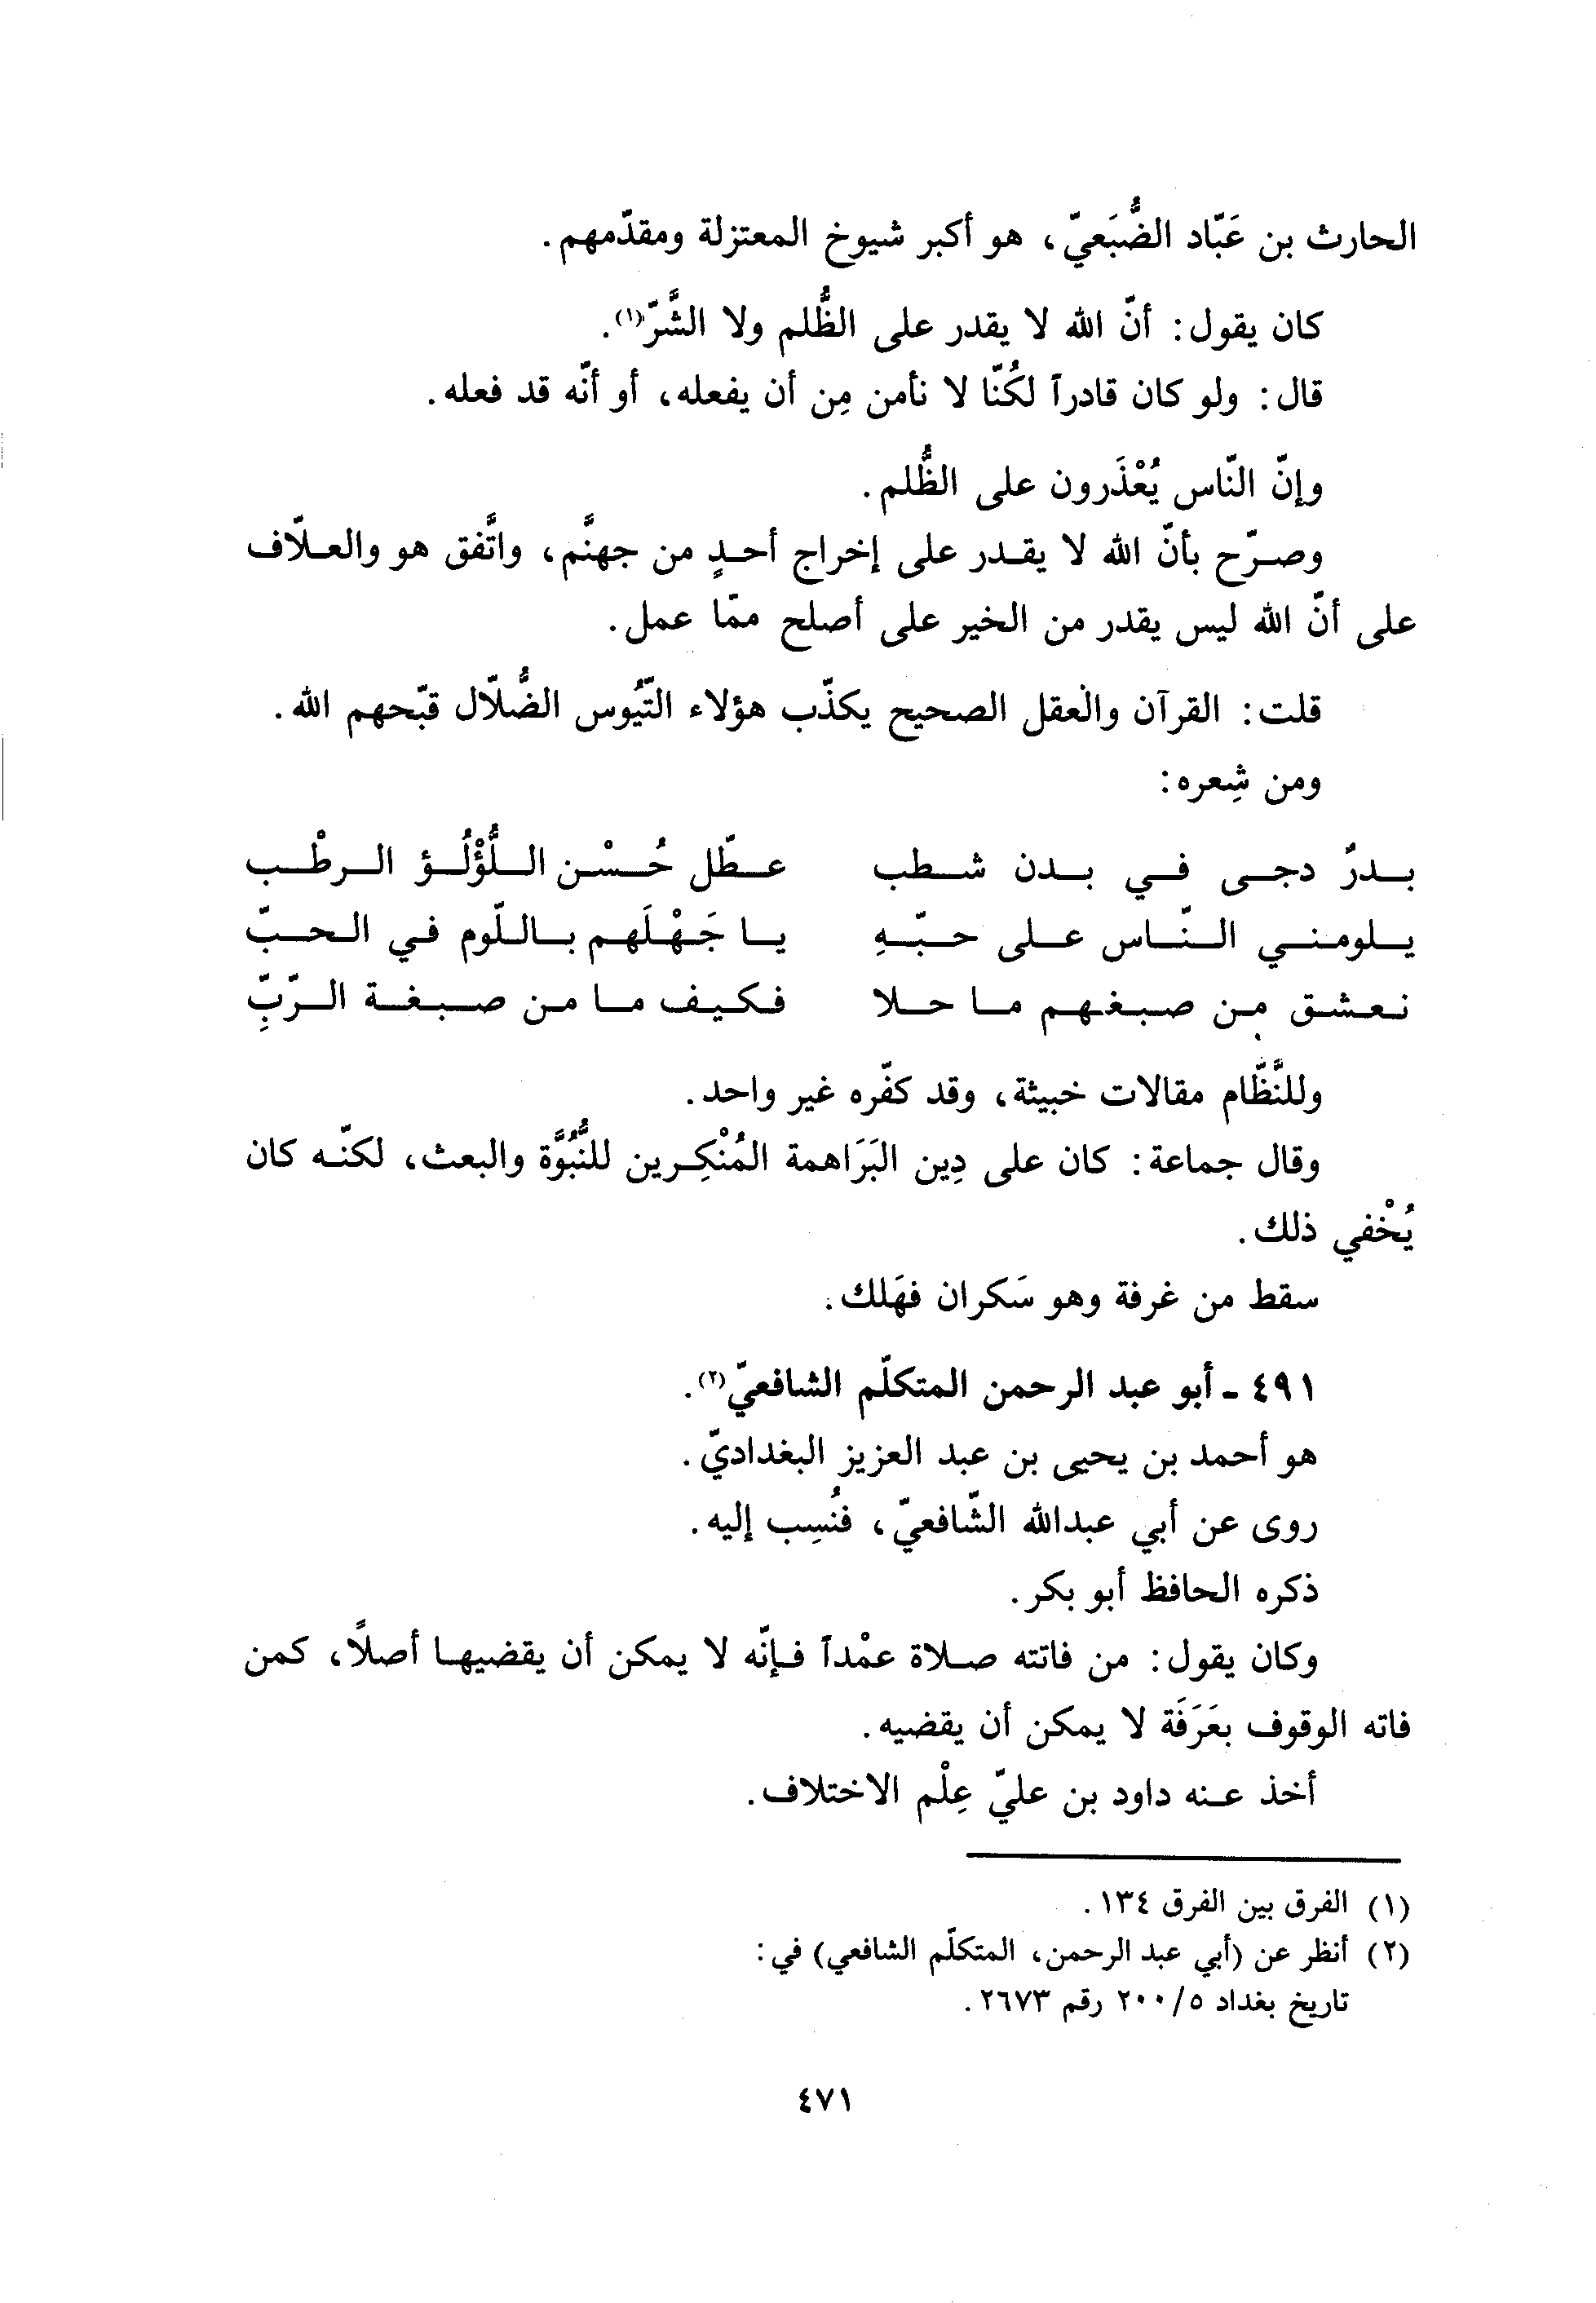 الحارث بن عَبّاد الضُّبَعيّ، هو أكبر شيوخ المعتزلة ومقدّمهم.
كان يقول: أنّ الله لا يقدر على الظُّلم ولا الشَّرّ(١).
قال: ولو كان قادراً لكُنّا لا نأمن مِن أن يفعله، أو أنّه قد فعله.
وإنّ النّاس يُعْذَرون على الظُّلم.
وصرّح بأنّ الله لا يقدر على إخراج أحدٍ من جهنَّم، واتَّفق هو والعلّاف
على أنّ الله ليس يقدر من الخير على أصلح ممّا عمل.
قلت: القرآن والعقل الصحيح يكذّب هؤلاء التُّيُوس الضُّلّال قبّحهم الله.
ومن شِعره:
بدرٌ دجى في بدن شطب عطّل حُسْن اللُّؤْلُؤ الرطْب
يلومني النّاس على حبّهِ يا جَهْلَهم باللّوم في الحبّ
نعشق من صبغهم ما حلا فكيف ما من صبغة الرّبِّ
وللنَّظّام مقالات خبيثة، وقد كفّره غير واحد.
وقال جماعة: كان على دِين البَرَاهمة المُنْكِرين للنُّبُوَّة والبعث، لكنّه كان
يُخْفي ذلك.
سقط من غرفة وهو سَكران فهَلك.
٤٩١ - أبو عبد الرحمن المتكلّم الشافعيّ(٢).
هو أحمد بن يحيى بن عبد العزيز البغداديّ.
روى عن أبي عبدالله الشّافعيّ، فنُسِب إليه.
ذكره الحافظ أبو بكر.
وكان يقول: من فاتته صلاة عمْداً فإنّه لا يمكن أن يقضيها أصلاً، كمن
فاته الوقوف بعَرَفَة لا يمكن أن يقضيه.
أخذ عنه داود بن عليّ عِلْم الاختلاف.
(١) الفرق بين الفرق ١٣٤.
(٢) أنظر عن (أبي عبد الرحمن، المتكلّم الشافعي) في:
تاريخ بغداد ٢٠٠/٥ رقم ٢٦٧٣.
٤٧١